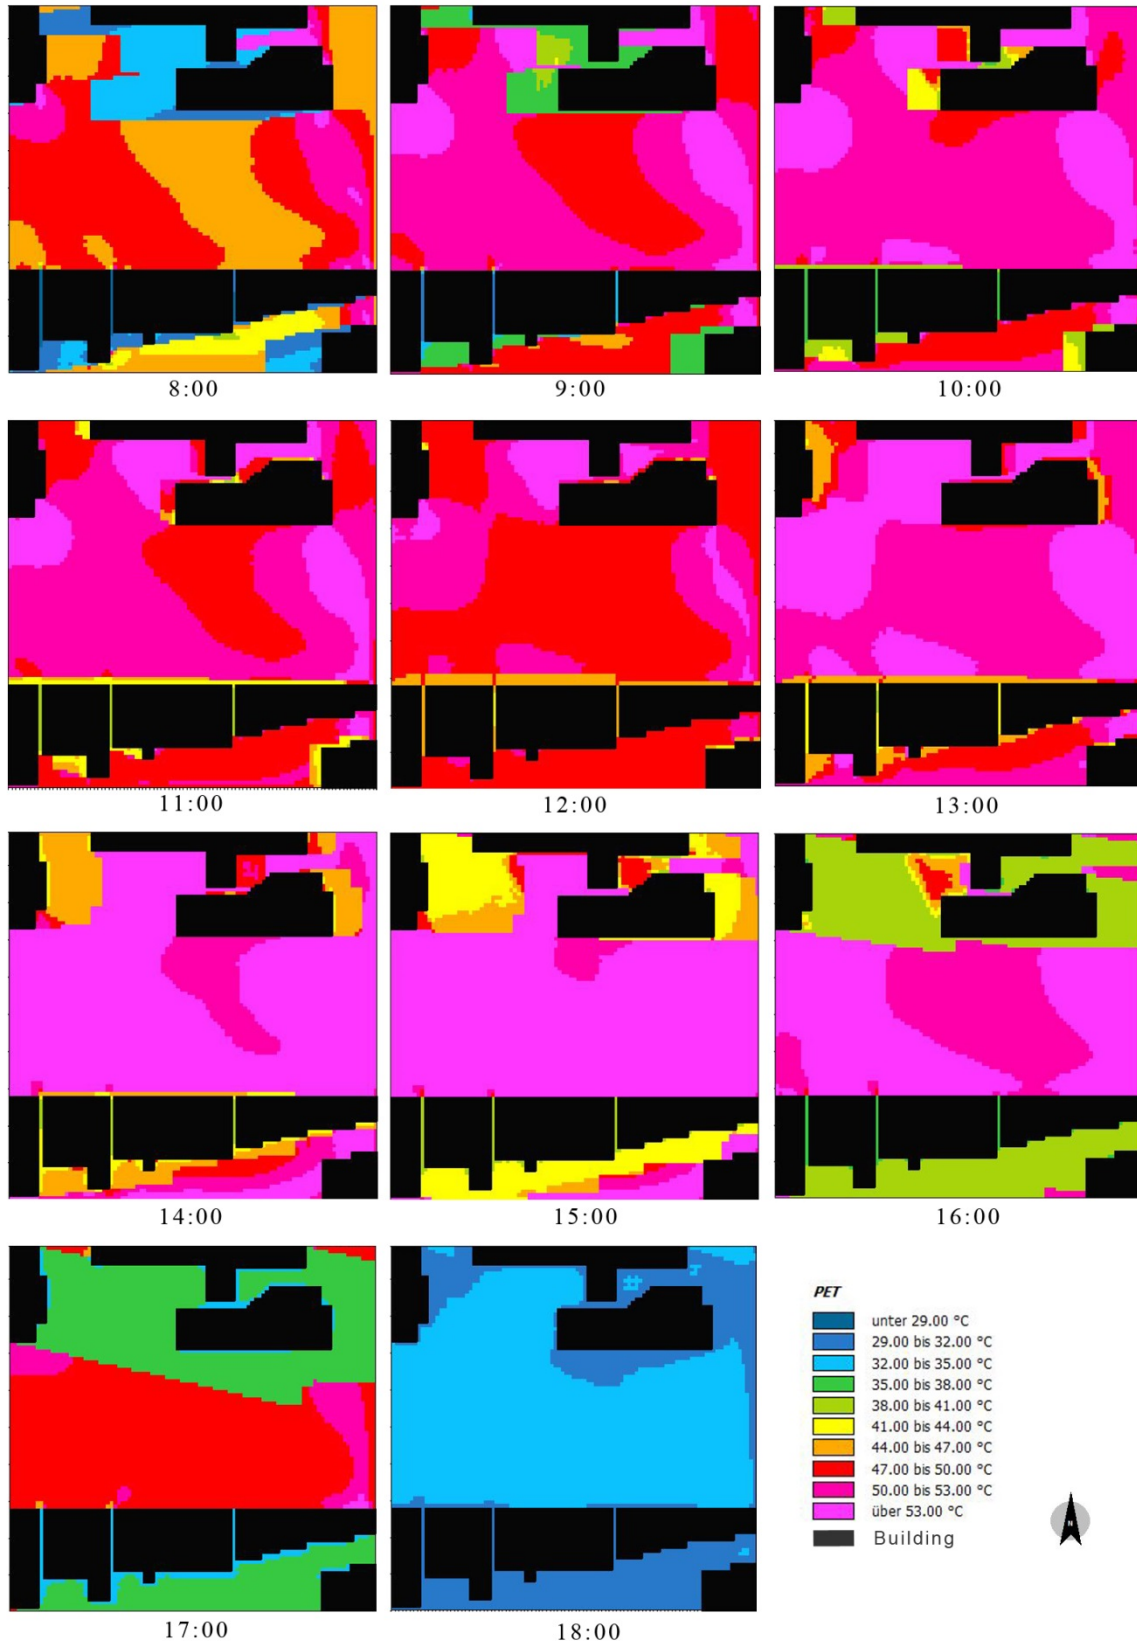 8:00
9:00
10:00
11:00
12:00
13:00
14:00
15:00
16:00
17:00
18:00
PET
unter 29.00 °C
29.00 bis 32.00 °C
32.00 bis 35.00 °C
35.00 bis 38.00 °C
38.00 bis 41.00 °C
41.00 bis 44.00 °C
44.00 bis 47.00 °C
47.00 bis 50.00 °C
50.00 bis 53.00 °C
über 53.00 °C
Building
N